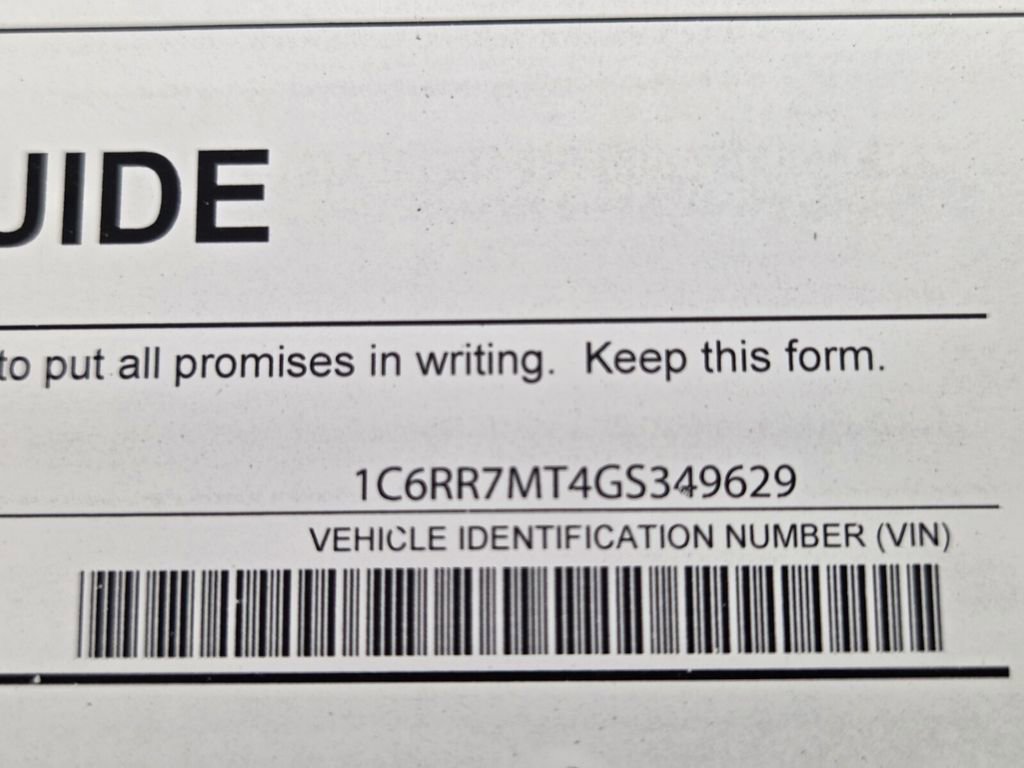 UIDE
to put all promises in writing. Keep this form.
1C6RR7MT4GS349629
VEHICLE IDENTIFICATION NUMBER (VIN)